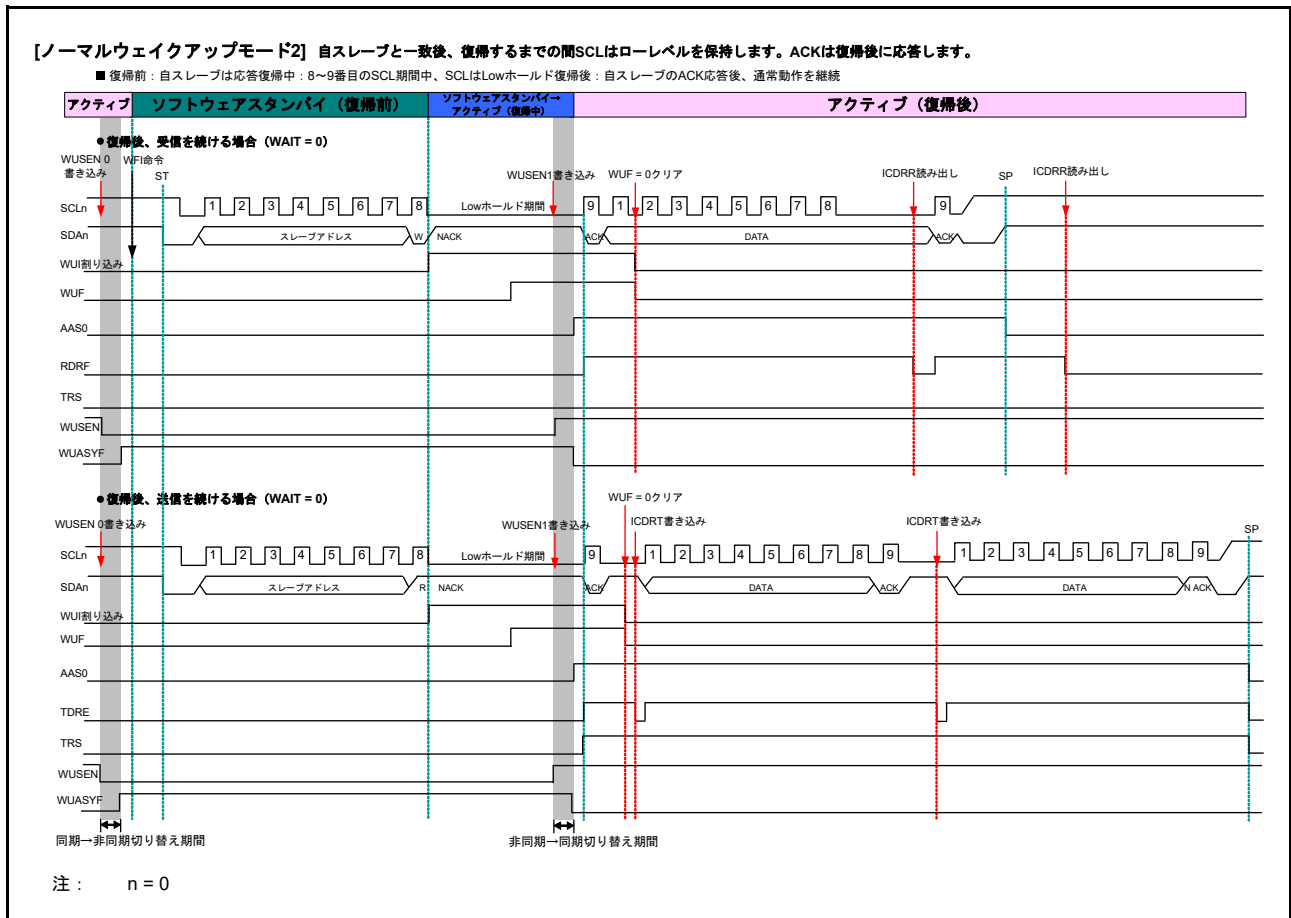 [ノーマルウェイクアップモード2] 自スレーブと一致後、復帰するまでの間SCLはローレベルを保持します。ACKは復帰後に応答します。
■ 復帰前：自スレーブは応答復帰中：8～9番目のSCL期間中、SCLはLowホールド復帰後：自スレーブのACK応答後、通常動作を継続
アクティブ ソフトウェアスタンバイ（復帰前） ソフトウェアスタンバイ→ アクティブ（復帰後）
アクティブ（復帰中）
●復帰後、受信を続ける場合（WAIT = 0）
WUSEN 0 WFI命令
書き込み ST WUSEN1書き込み WUF = 0クリア ICDRR読み出し SP ICDRR読み出し
SCLn 1 2 3 4 5 6 7 8 Lowホールド期間 9 1 2 3 4 5 6 7 8 9
SDAn スレーブアドレス W NACK ACK DATA ACK
WUI割り込み
WUF
AAS0
RDRF
TRS
WUSEN
WUASYF
●復帰後、送信を続ける場合（WAIT = 0）
WUF = 0クリア
WUSEN 0書き込み WUSEN1書き込み ICDRT書き込み ICDRT書き込み SP
SCLn 1 2 3 4 5 6 7 8 Lowホールド期間 9 1 2 3 4 5 6 7 8 9 1 2 3 4 5 6 7 8 9
SDAn スレーブアドレス R NACK ACK DATA ACK DATA N ACK
WUI割り込み
WUF
AAS0
TDRE
TRS
WUSEN
WUASYF
同期→非同期切り替え期間 非同期→同期切り替え期間
注： n = 0